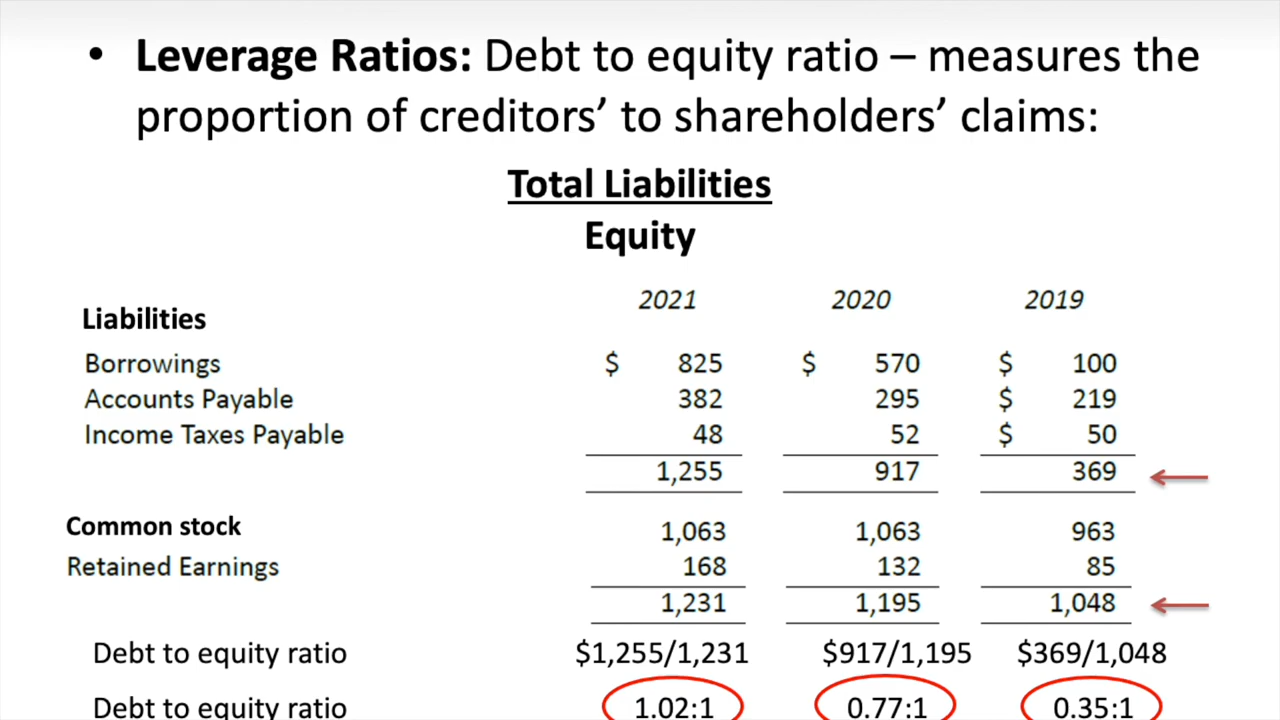 • Leverage Ratios: Debt to equity ratio – measures the
proportion of creditors’ to shareholders’ claims:
Total Liabilities
Equity
2021 2020 2019
Liabilities
Borrowings $ 825 $ 570 $ 100
Accounts Payable 382 295 $ 219
Income Taxes Payable 48 52 $ 50
1,255 917 369
Common stock 1,063 1,063 963
Retained Earnings 168 132 85
1,231 1,195 1,048
Debt to equity ratio $1,255/1,231 $917/1,195 $369/1,048
Debt to equity ratio 1.02:1 0.77:1 0.35:1